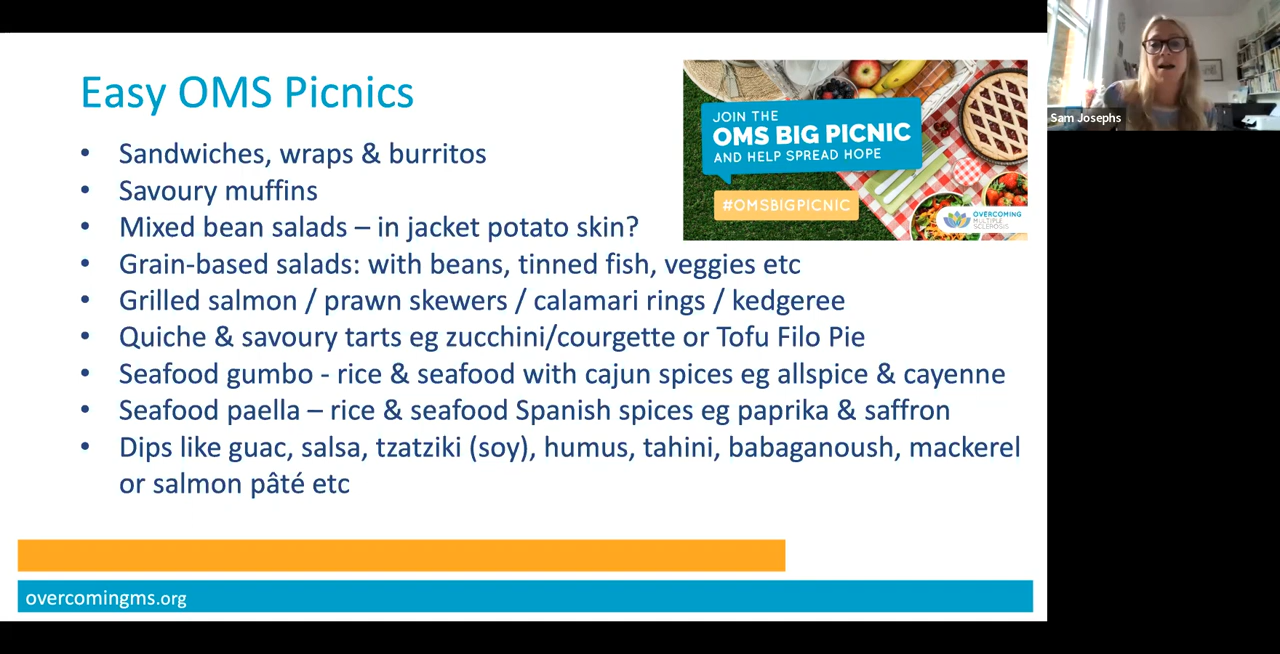 Easy OMS Picnics
• Sandwiches, wraps & burritos
• Savoury muffins
• Mixed bean salads – in jacket potato skin?
• Grain-based salads: with beans, tinned fish, veggies etc
• Grilled salmon / prawn skewers / calamari rings / kedgeree
• Quiche & savoury tarts eg zucchini/courgette or Tofu Filo Pie
• Seafood gumbo - rice & seafood with cajun spices eg allspice & cayenne
• Seafood paella – rice & seafood Spanish spices eg paprika & saffron
• Dips like guac, salsa, tzatziki (soy), humus, tahini, babaganoush, mackerel
or salmon pâté etc
JOIN THE
OMS BIG PICNIC
AND HELP SPREAD HOPE
#OMSBIGPICNIC
OVERCOMING
MULTIPLE
SCLEROSIS
Sam Josephs
overcomingms.org